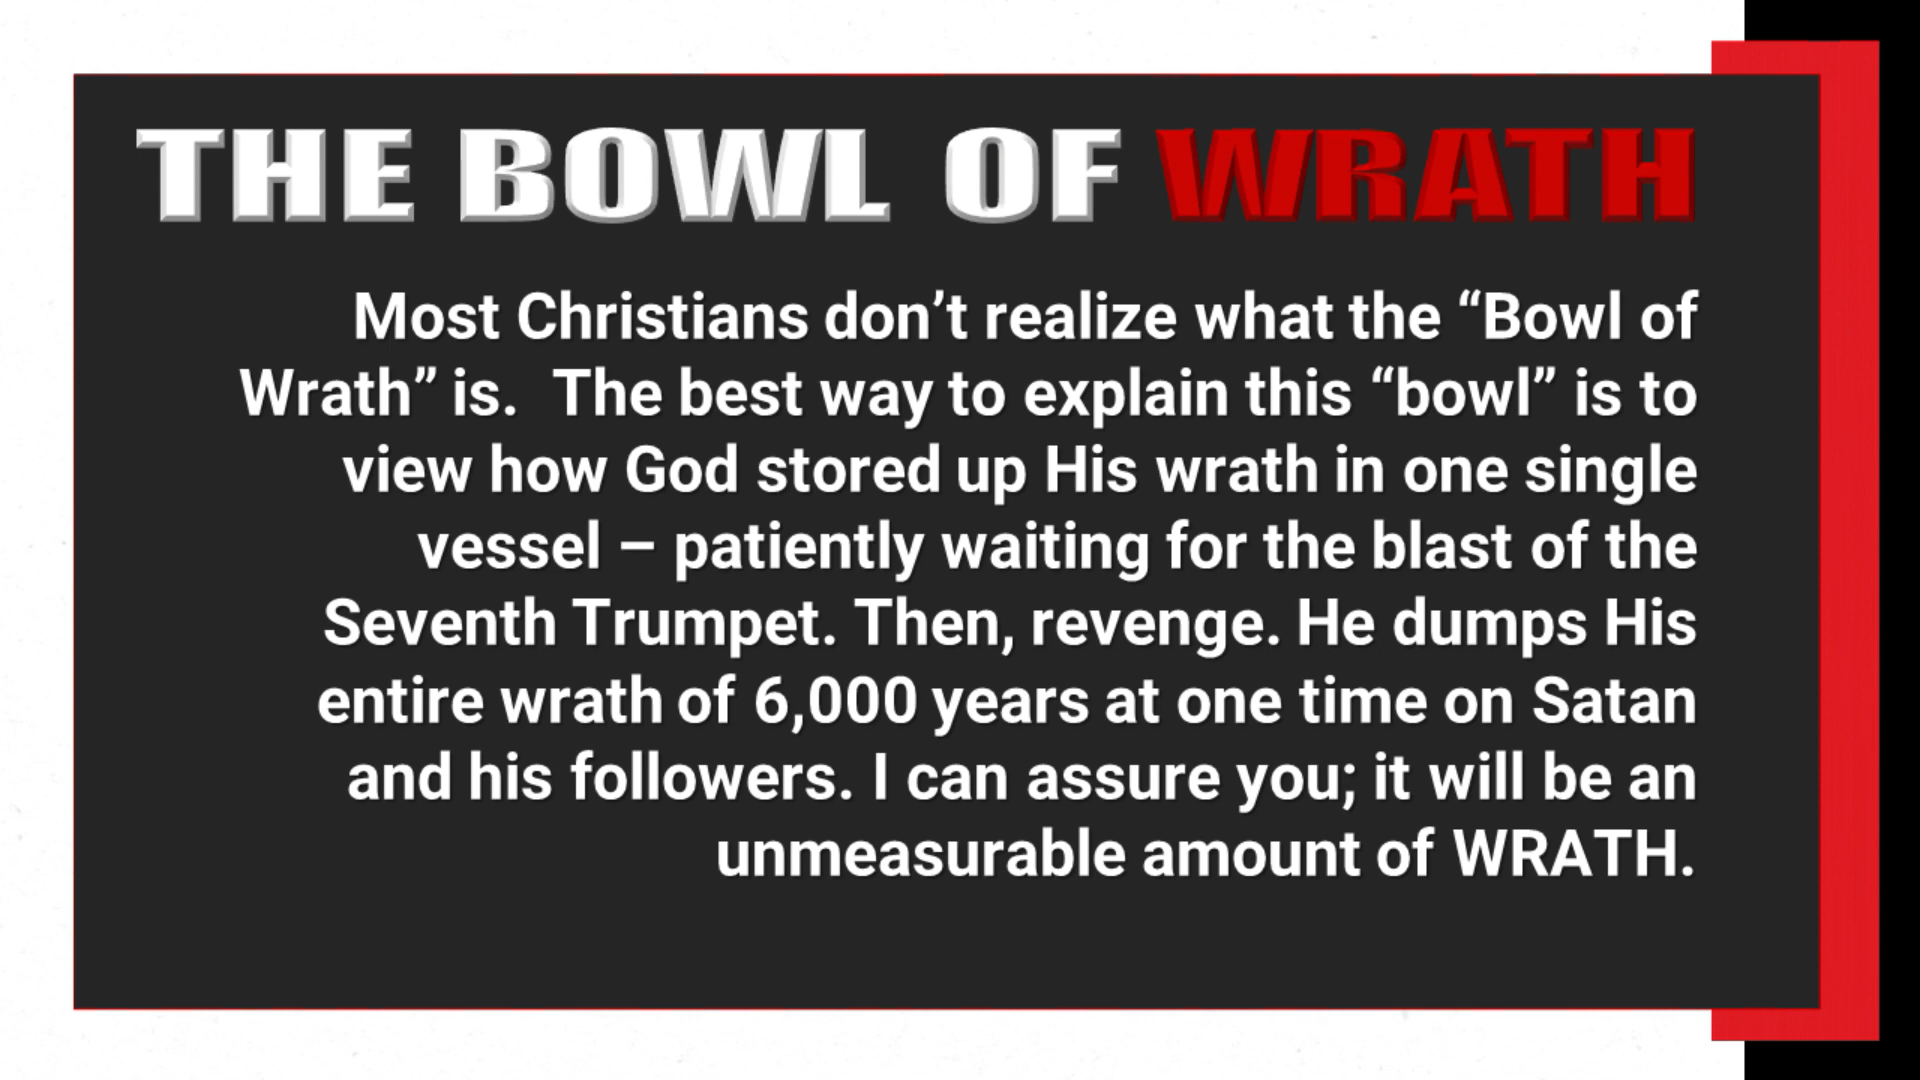 THE BOWL OF WRATH
Most Christians don’t realize what the “Bowl of
Wrath” is.  The best way to explain this “bowl” is to
view how God stored up His wrath in one single
vessel – patiently waiting for the blast of the
Seventh Trumpet. Then, revenge. He dumps His
entire wrath of 6,000 years at one time on Satan
and his followers. I can assure you; it will be an
unmeasurable amount of WRATH.